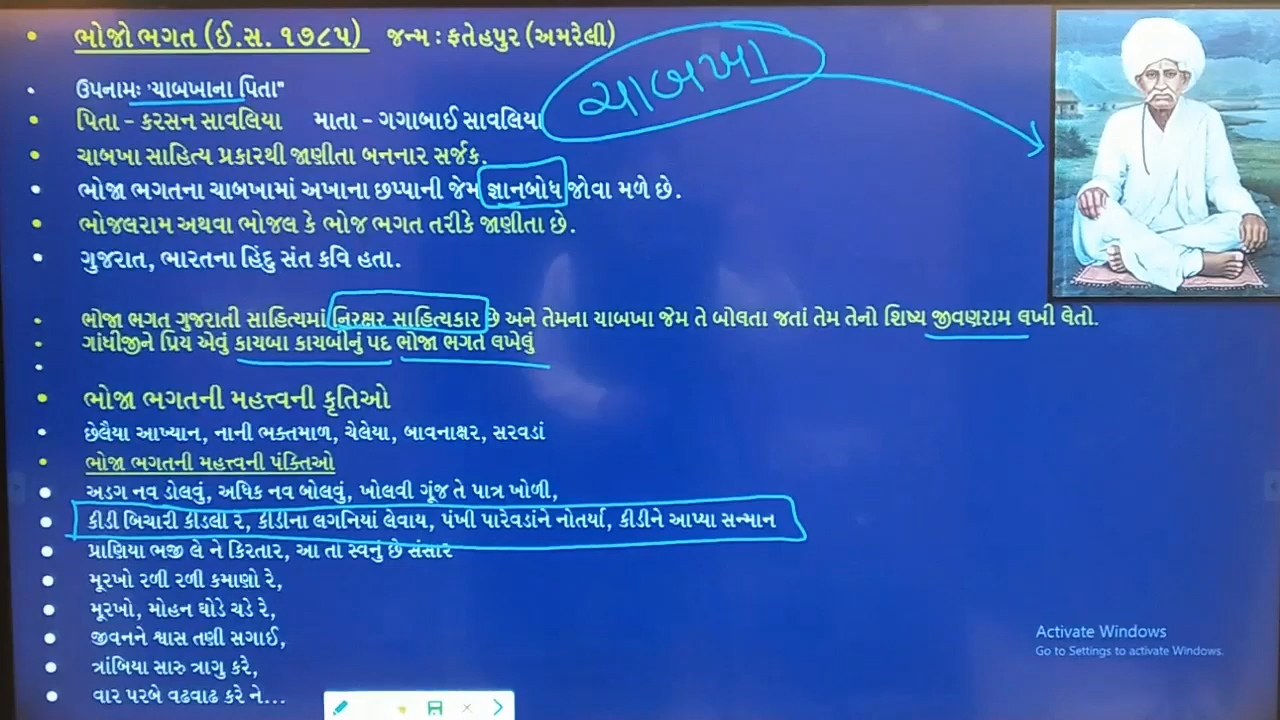 ભોજો ભગત (ઈ.સ. ૧૭૮૫) જન્મ : ફતેહપુર (અમરેલી)
ચાબખા
ઉપનામઃ 'ચાબખાના પિતા"
પિતા - કરસન સાવલિયા માતા - ગગાબાઈ સાવલિયા
ચાબખા સાહિત્ય પ્રકારથી જાણીતા બનનાર સર્જક.
ભોજા ભગતના ચાબખામાં અખાના છપ્પાની જેમ જ્ઞાનબોધ જોવા મળે છે.
ભોજલરામ અથવા ભોજલ કે ભોજ ભગત તરીકે જાણીતા છે.
ગુજરાત, ભારતના હિંદુ સંત કવિ હતા.
ભોજા ભગત ગુજરાતી સાહિત્યમાં નિરક્ષર સાહિત્યકાર છે અને તેમના ચાબખા જેમ તે બોલતા જતાં તેમ તેનો શિષ્ય જીવણરામ લખી લેતો.
ગાંધીજીને પ્રિય એવું કાચબા કાચબીનું પદ ભોજા ભગતે લખેલું
ભોજા ભગતની મહત્ત્વની કૃતિઓ
છેલૈયા આખ્યાન, નાની ભક્તમાળ, ચેલેયા, બાવનાક્ષર, સરવડાં
ભોજા ભગતની મહત્ત્વની પંક્તિઓ
અડગ નવ ડોલવું, અધિક નવ બોલવું, ખોલવી ગૂંજ તે પાત્ર ખોળી,
કીડી બિચારી કીડલી રે, કીડીના લગનિયાં લેવાય, પંખી પારેવડાંને નોતર્યા, કીડીને આપ્યા સન્માન
પ્રાણિયા ભજી લે ને કિરતાર, આ તો સ્વનું છે સંસાર
મૂરખો રળી રળી કમાણો રે,
મૂરખો, મોહન ઘોડે ચડે રે,
જીવનને શ્વાસ તણી સગાઈ,
ત્રાંબિયા સારુ ત્રાગુ કરે,
વાર પરબે વઢવાઢ કરે ને...
Activate Windows
Go to Settings to activate Windows.